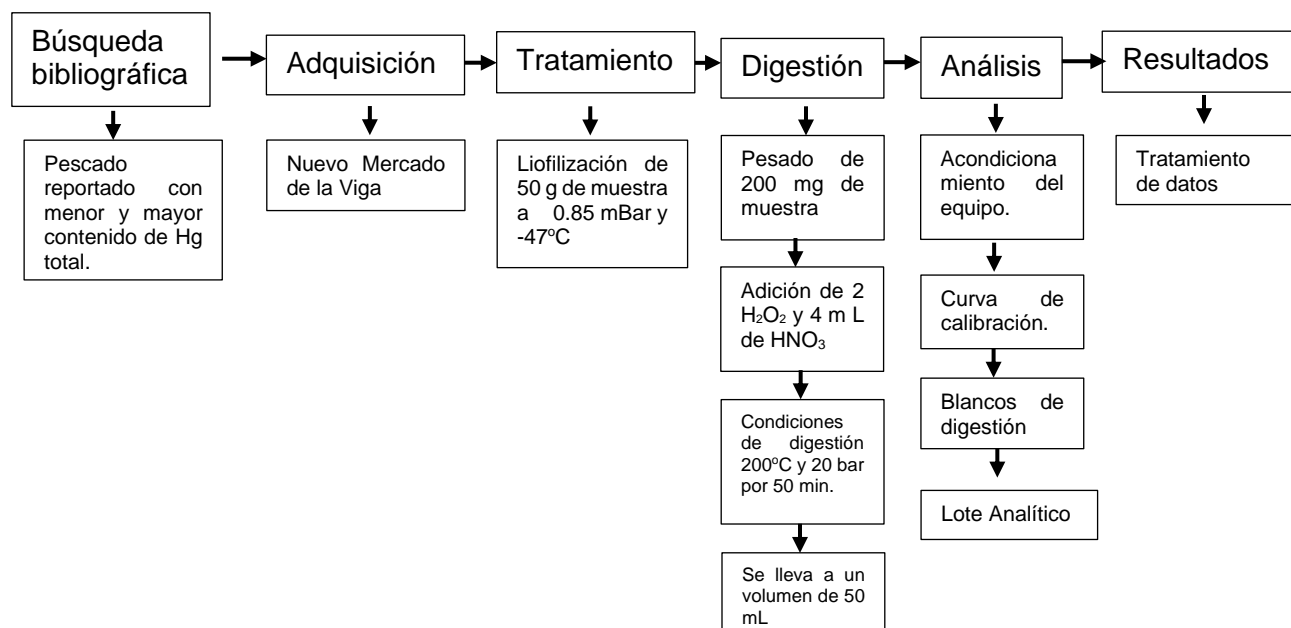 Búsqueda
bibliográfica
Adquisición
Tratamiento
Digestión
Análisis
Resultados
Pescado
reportado con
menor y mayor
contenido de Hg
total.
Nuevo Mercado
de la Viga
Liofilización de
50 g de muestra
a 0.85 mBar y
-47ºC
Pesado de
200 mg de
muestra
Adición de 2
H₂O₂ y 4 m L
de HNO₃
Condiciones
de digestión
200ºC y 20 bar
por 50 min.
Se lleva a un
volumen de 50
mL
Acondiciona
miento del
equipo.
Curva de
calibración.
Blancos de
digestión
Lote Analítico
Tratamiento
de datos